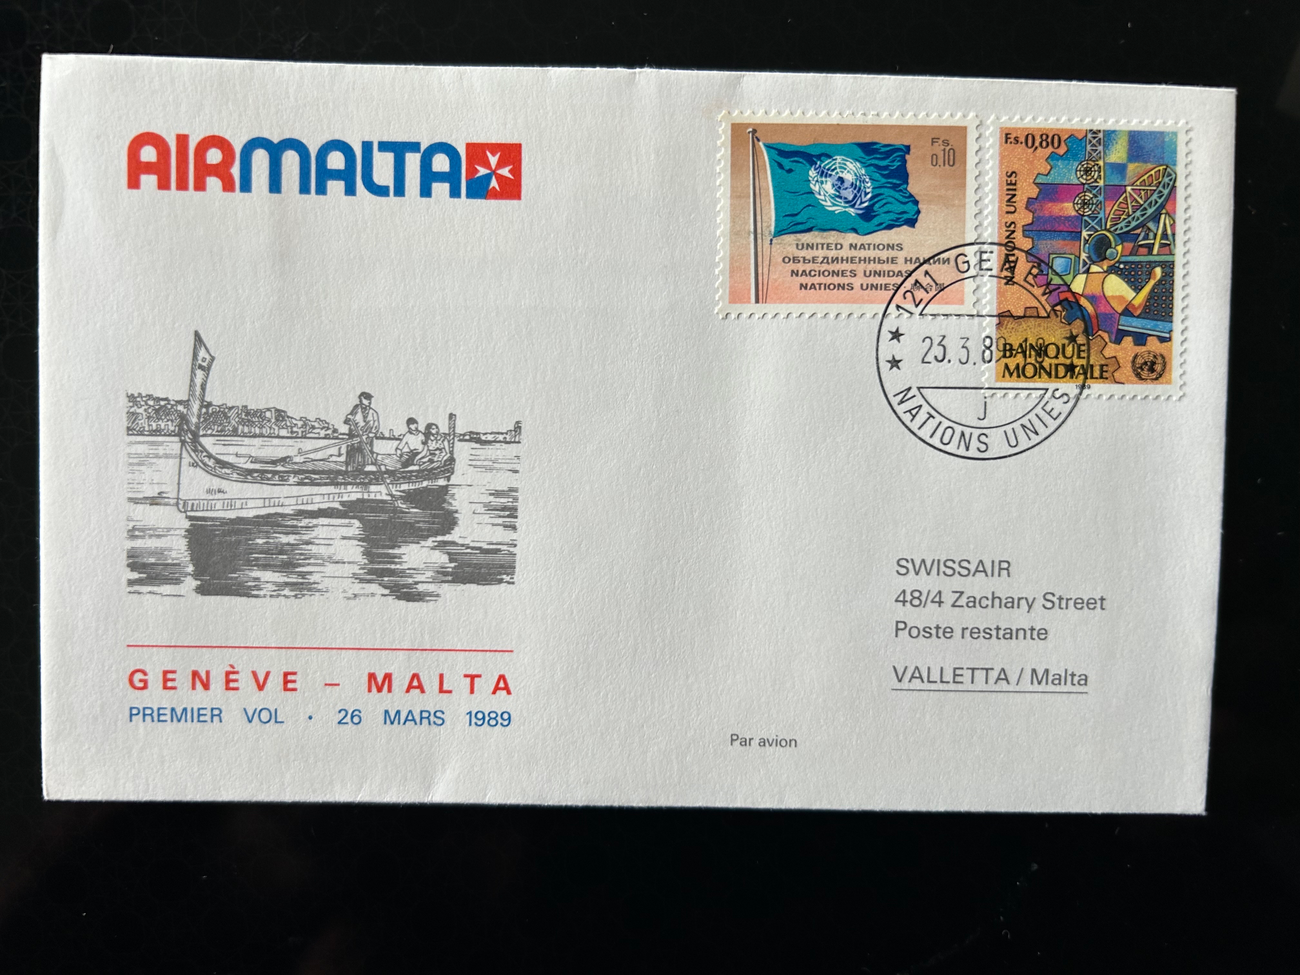 AIRMALTA
F.s.
0.10
UNITED NATIONS
ОБЪЕДИНЕННЫЕ НАЦИИ
NACIONES UNIDAS
NATIONS UNIES
F.s. 0,80
NATIONS UNIES
BANQUE
MONDIALE
1989
1211 GENÈVE
23.3.89-18
j
NATIONS UNIES
SWISSAIR
48/4 Zachary Street
Poste restante
VALLETTA / Malta
GENÈVE – MALTA
PREMIER VOL · 26 MARS 1989
Par avion